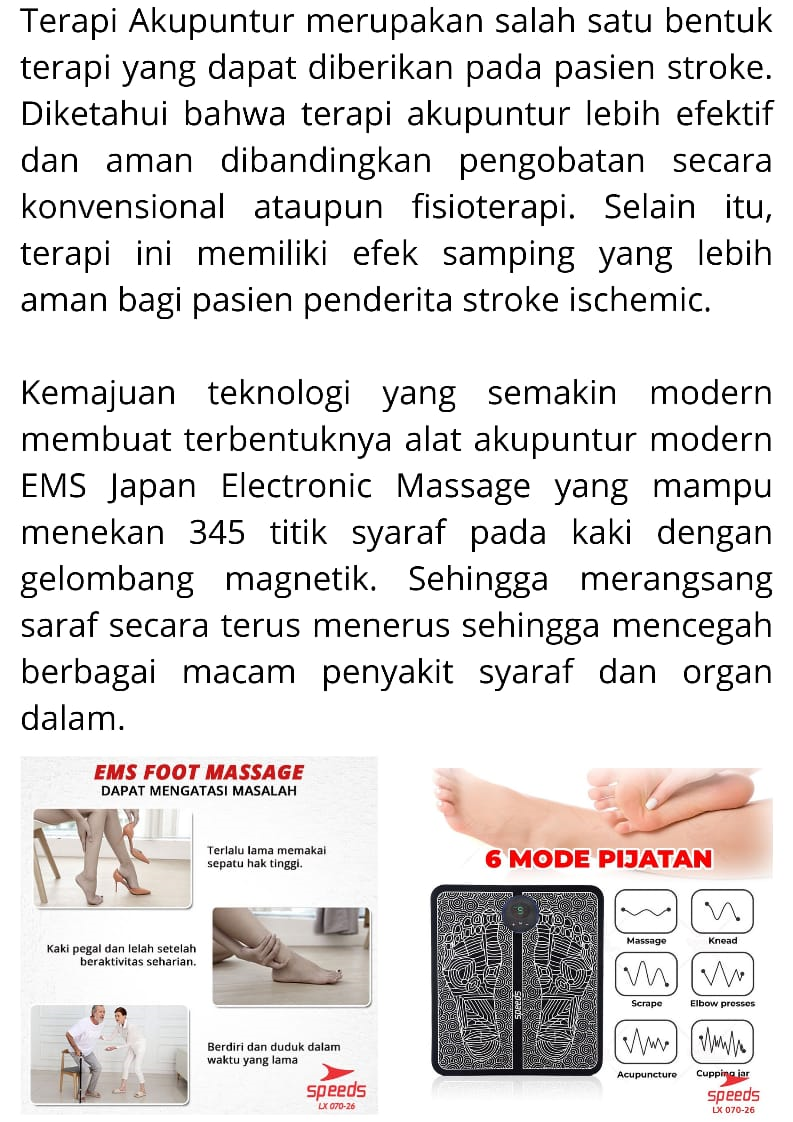 Terapi Akupuntur merupakan salah satu bentuk
terapi yang dapat diberikan pada pasien stroke.
Diketahui bahwa terapi akupuntur lebih efektif
dan aman dibandingkan pengobatan secara
konvensional ataupun fisioterapi. Selain itu,
terapi ini memiliki efek samping yang lebih
aman bagi pasien penderita stroke ischemic.
Kemajuan teknologi yang semakin modern
membuat terbentuknya alat akupuntur modern
EMS Japan Electronic Massage yang mampu
menekan 345 titik syaraf pada kaki dengan
gelombang magnetik. Sehingga merangsang
saraf secara terus menerus sehingga mencegah
berbagai macam penyakit syaraf dan organ
dalam.
EMS FOOT MASSAGE
DAPAT MENGATASI MASALAH
Terlalu lama memakai
sepatu hak tinggi.
Kaki pegal dan lelah setelah
beraktivitas seharian.
Berdiri dan duduk dalam
waktu yang lama
speeds
LX 070-26
6 MODE PIJATAN
speeds
Massage
Knead
Scrape
Elbow presses
Acupuncture
Cupping jar
speeds
LX 070-26